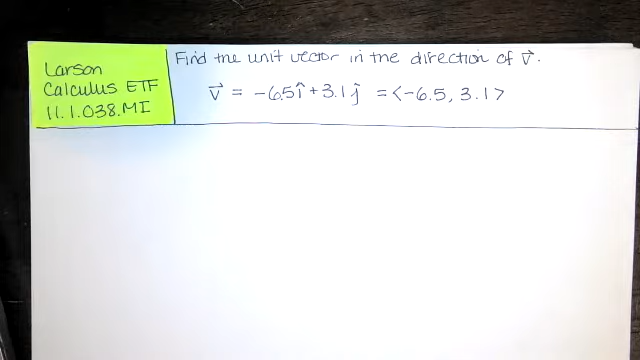 Larson
Calculus ETF
11.1.038.MI
Find the unit vector in the direction of v⃗.
v⃗ = -6.5î + 3.1ĵ = <-6.5, 3.1>